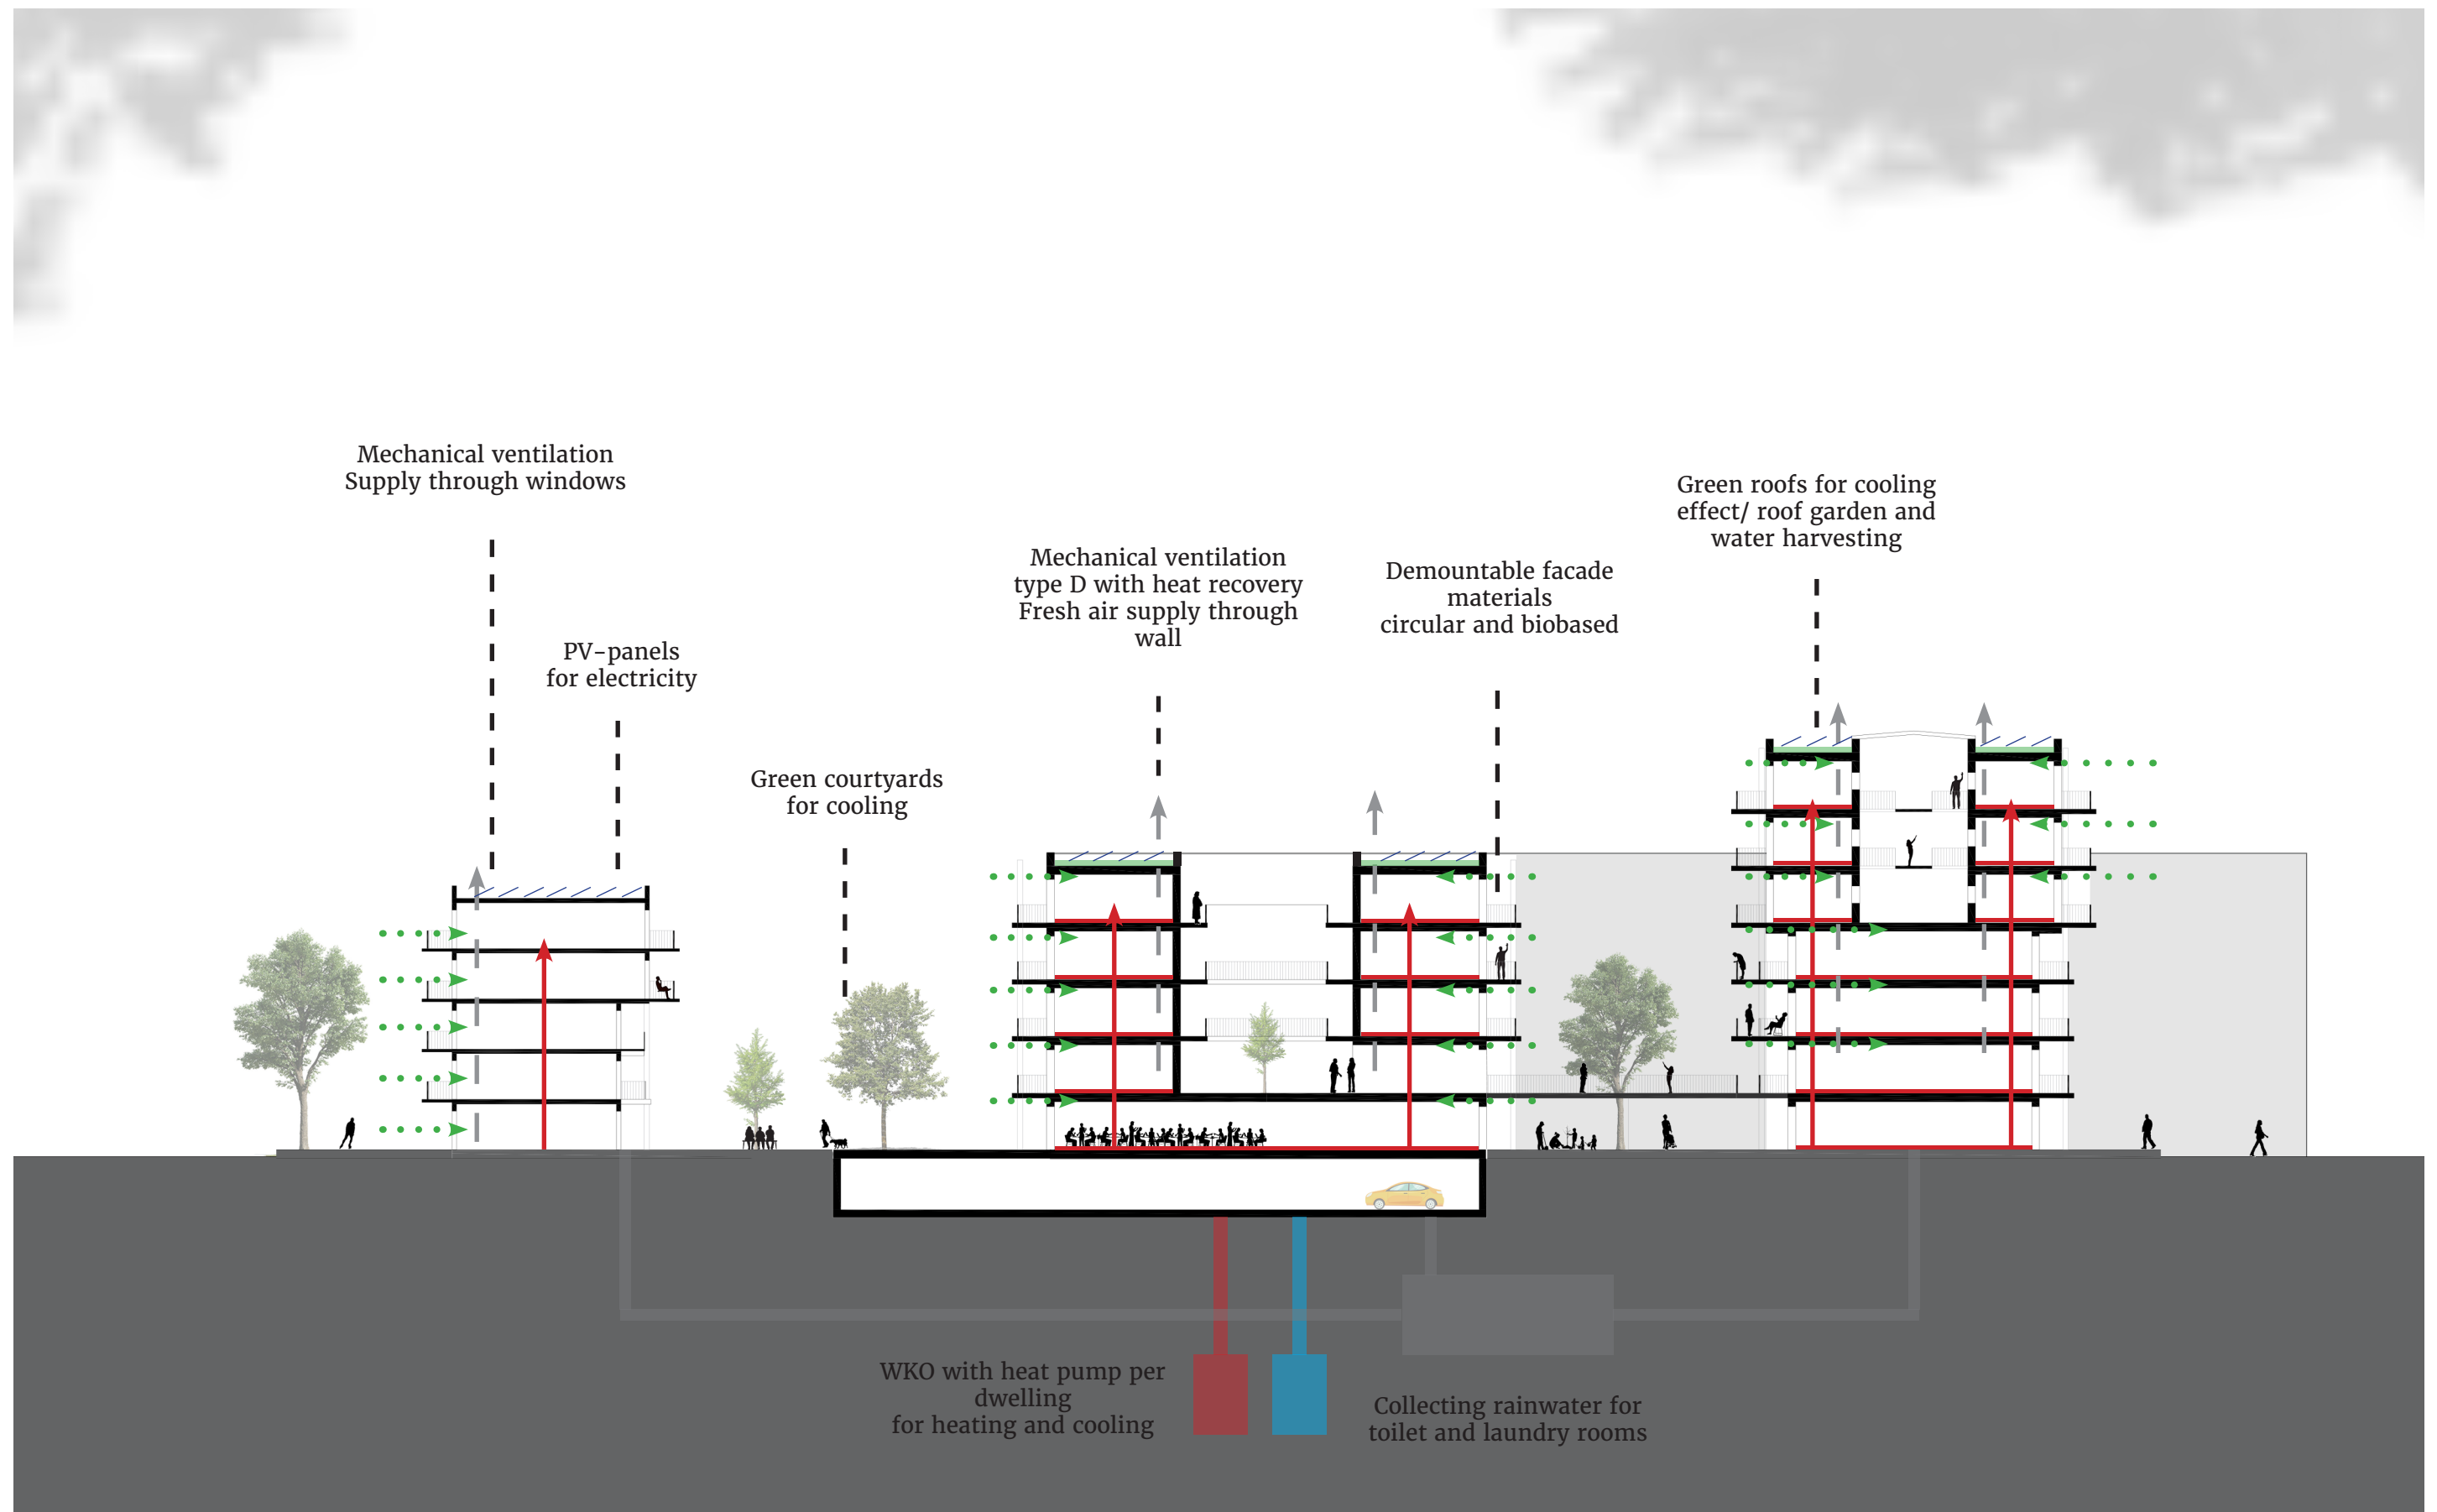 Mechanical ventilation
Supply through windows
PV-panels
for electricity
Green courtyards
for cooling
Mechanical ventilation
type D with heat recovery
Fresh air supply through
wall
Demountable facade
materials
circular and biobased
Green roofs for cooling
effect/ roof garden and
water harvesting
WKO with heat pump per
dwelling
for heating and cooling
Collecting rainwater for
toilet and laundry rooms